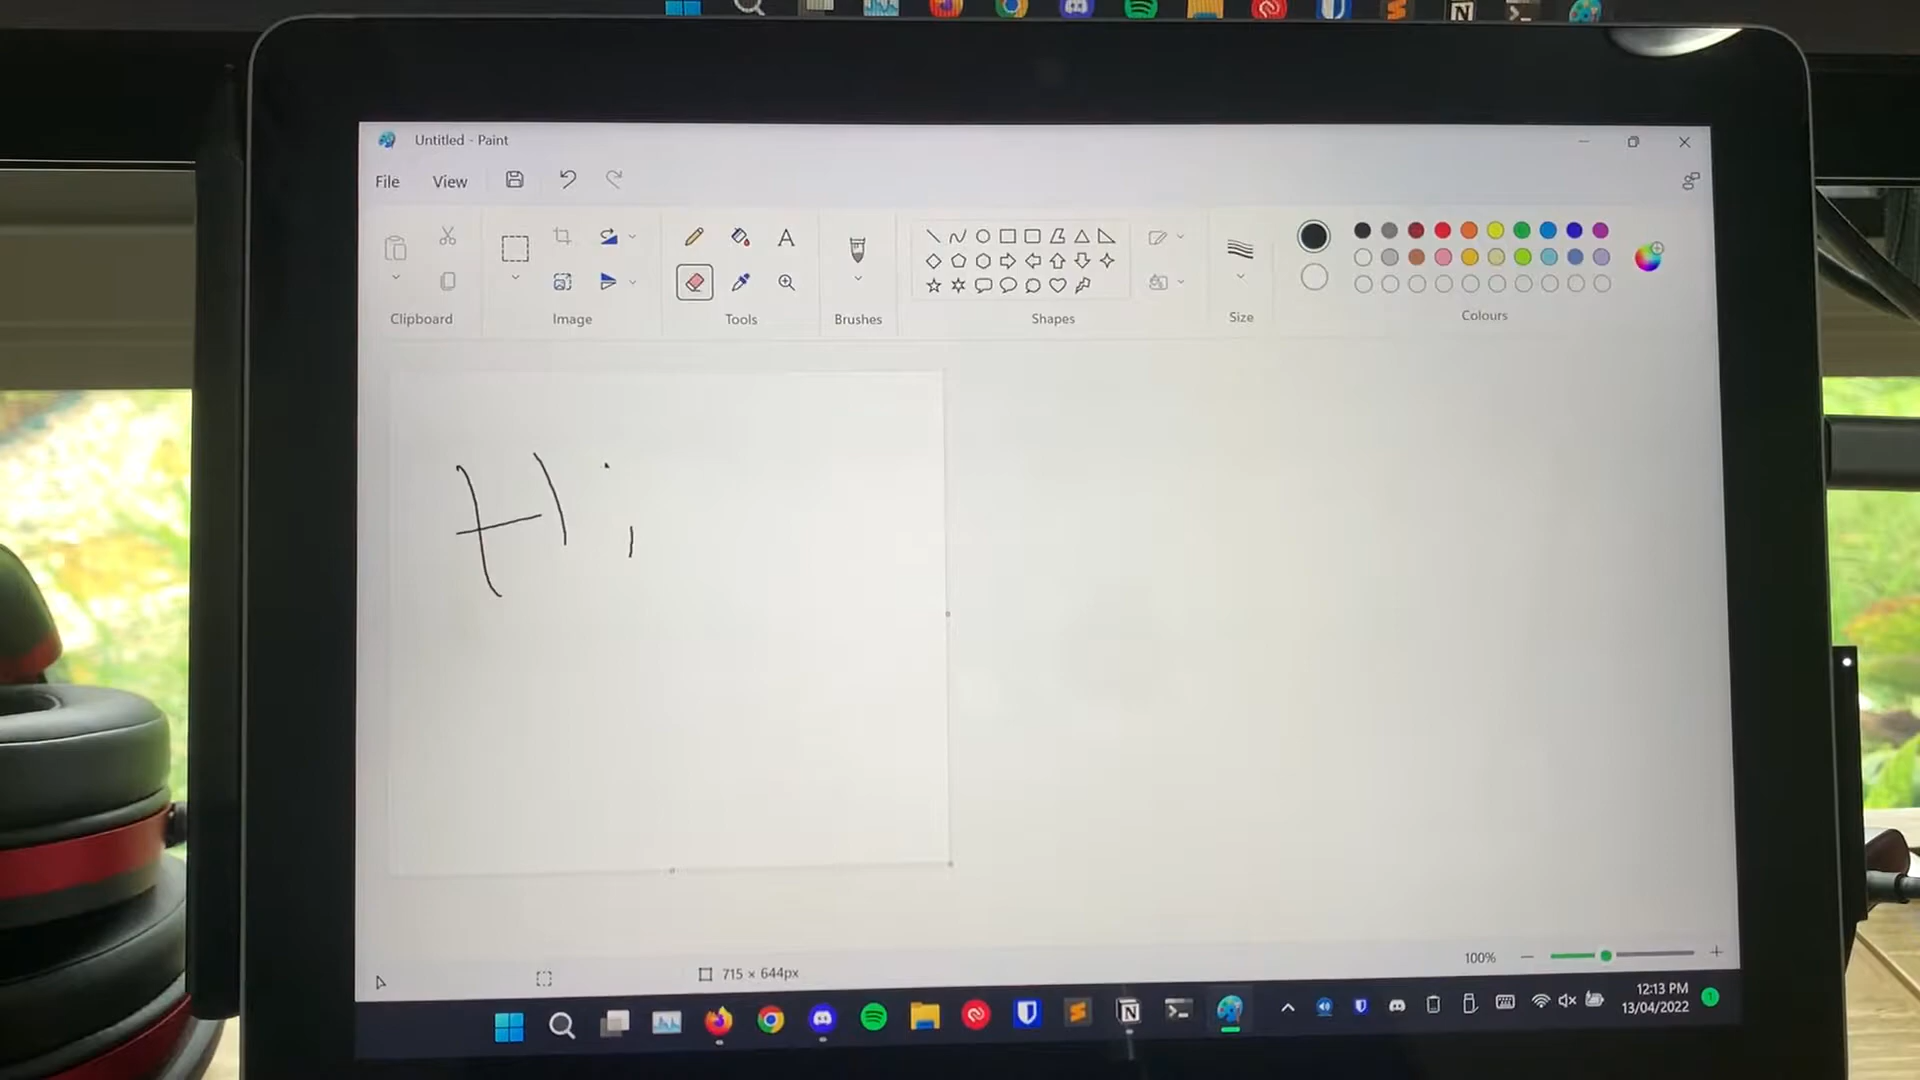 Untitled - Paint
File View
Clipboard Image Tools Brushes Shapes Size Colours
Hi
715 × 644px
100%
12:13 PM
13/04/2022
1